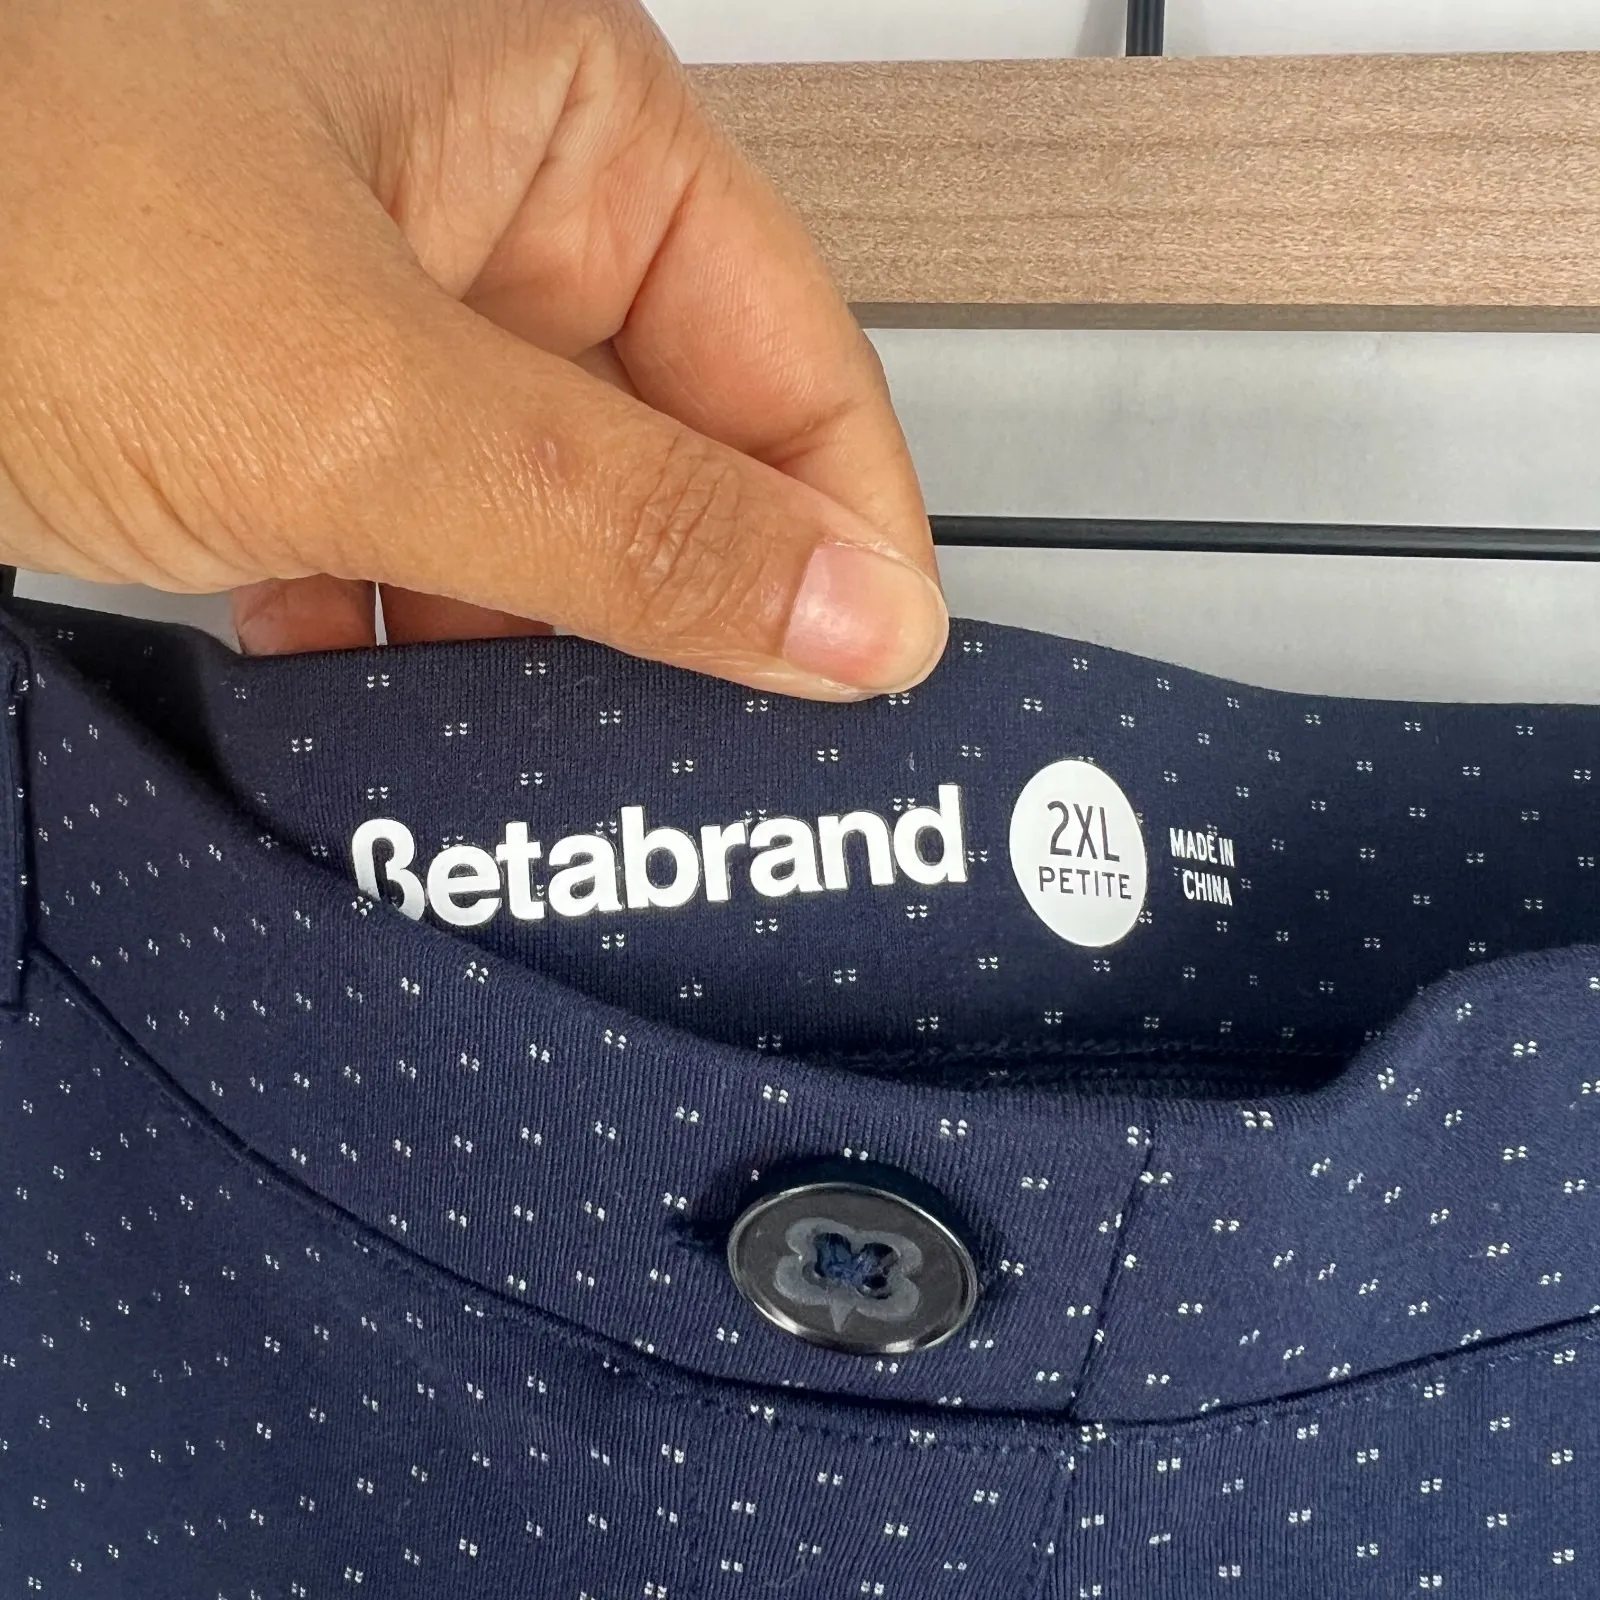 Betabrand
2XL
PETITE
MADE IN
CHINA